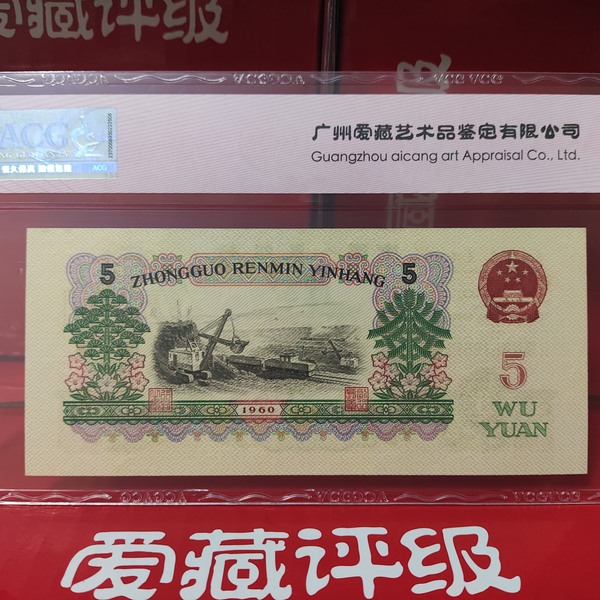 爱藏评级
广州爱藏艺术品鉴定有限公司
Guangzhou aicang art Appraisal Co., Ltd.
ACG
ACG
5 ZHONGGUO RENMIN YINHANG 5
5
WU
YUAN
1960
爱藏评级